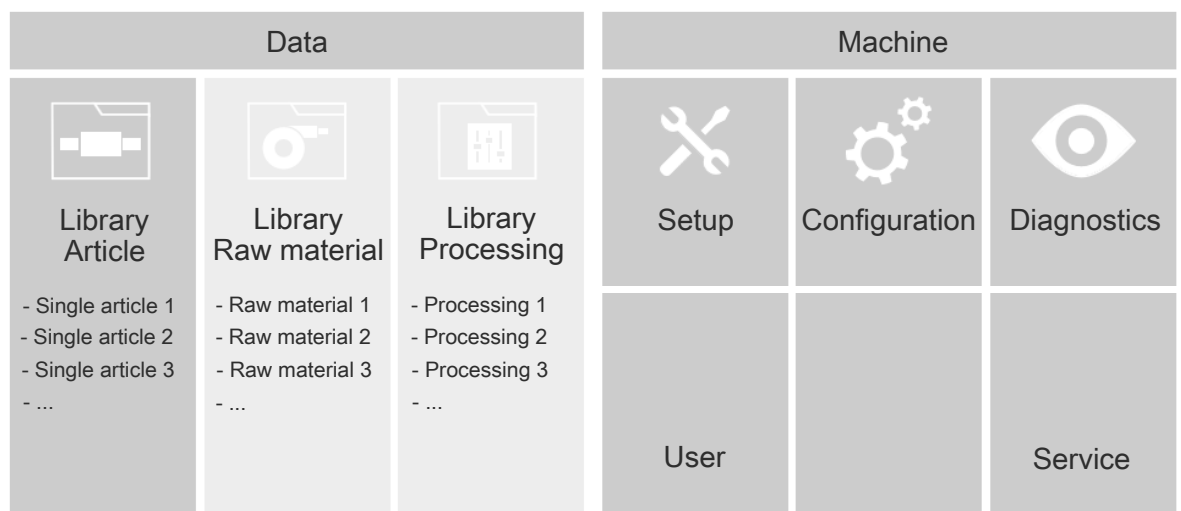 Data
Library
Article
- Single article 1
- Single article 2
- Single article 3
- ...
Library
Raw material
- Raw material 1
- Raw material 2
- Raw material 3
- ...
Library
Processing
- Processing 1
- Processing 2
- Processing 3
- ...
Machine
Setup
Configuration
Diagnostics
User
Service